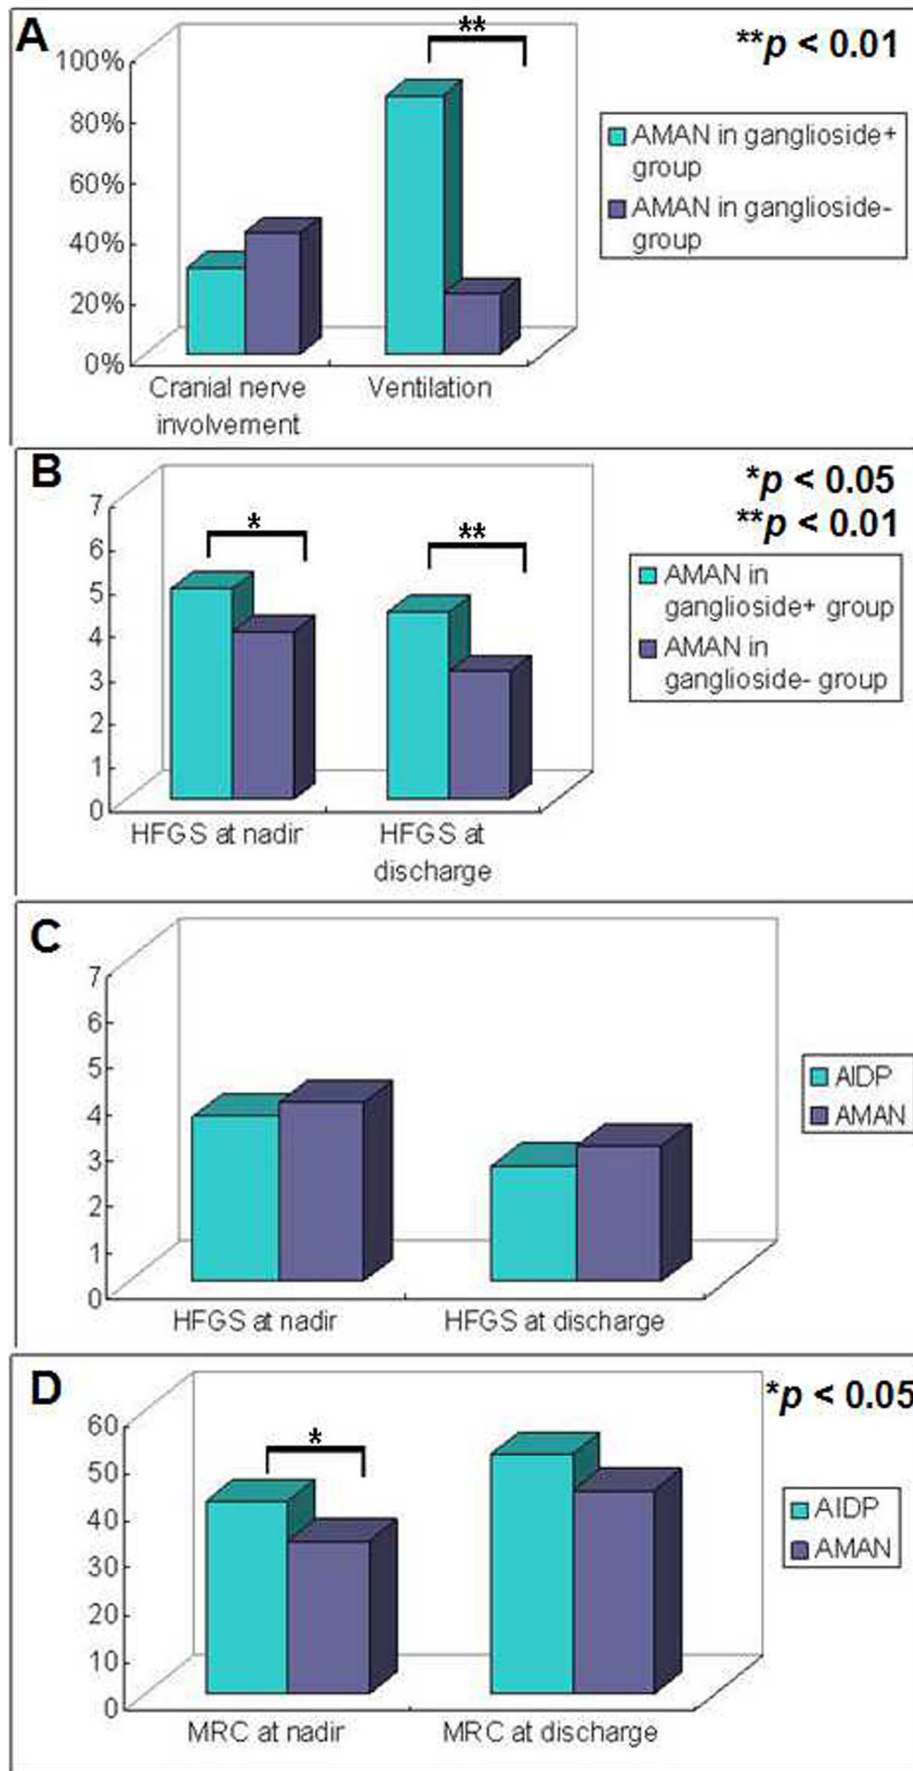 A
**
**p < 0.01
100%
80%
60%
40%
20%
0%
Cranial nerve
involvement
Ventilation
AMAN in ganglioside+
group
AMAN in ganglioside-
group
B
*p < 0.05
**p < 0.01
7
6
5
4
3
2
1
0
*
**
HFGS at nadir
HFGS at
discharge
AMAN in
ganglioside+ group
AMAN in
ganglioside- group
C
7
6
5
4
3
2
1
0
HFGS at nadir
HFGS at discharge
AIDP
AMAN
D
*p < 0.05
60
50
40
30
20
10
0
*
MRC at nadir
MRC at discharge
AIDP
AMAN